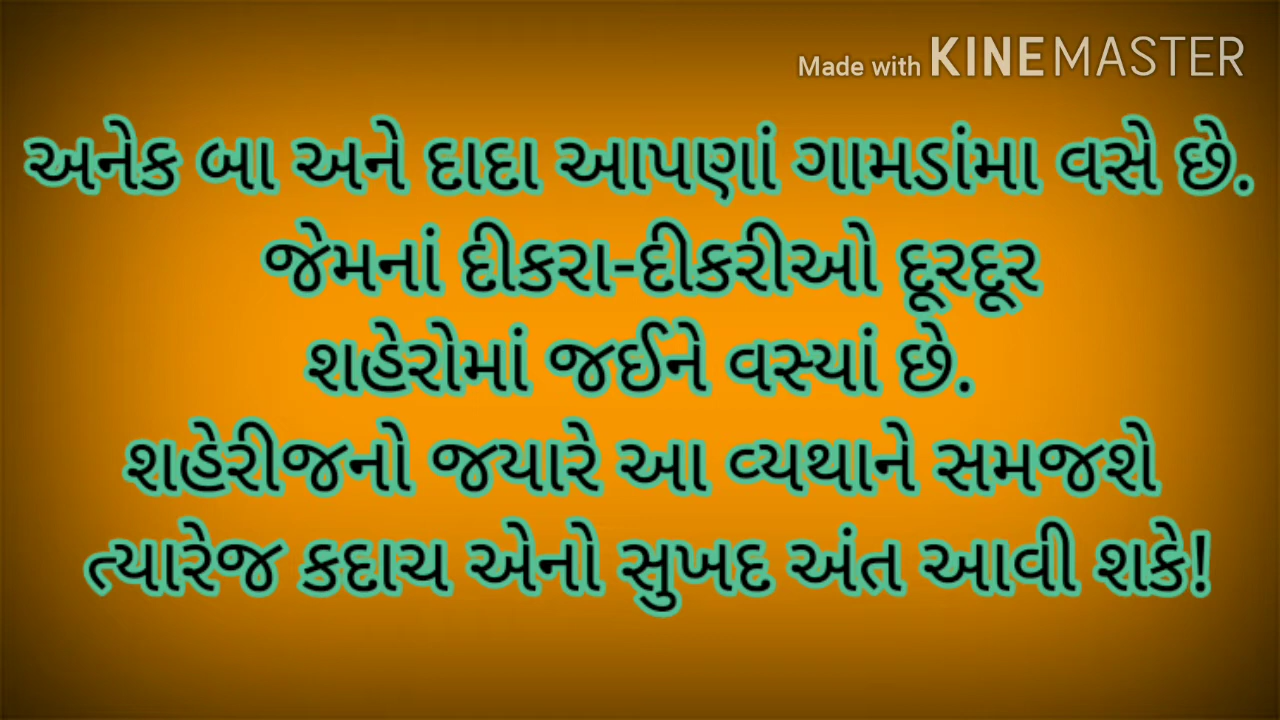 Made with KINEMASTER
અનેક બા અને દાદા આપણાં ગામડાંમા વસે છે.
જેમનાં દીકરા-દીકરીઓ દૂરદૂર
શહેરોમાં જઈને વસ્યાં છે.
શહેરીજનો જયારે આ વ્યથાને સમજશે
ત્યારેજ કદાચ એનો સુખદ અંત આવી શકે!